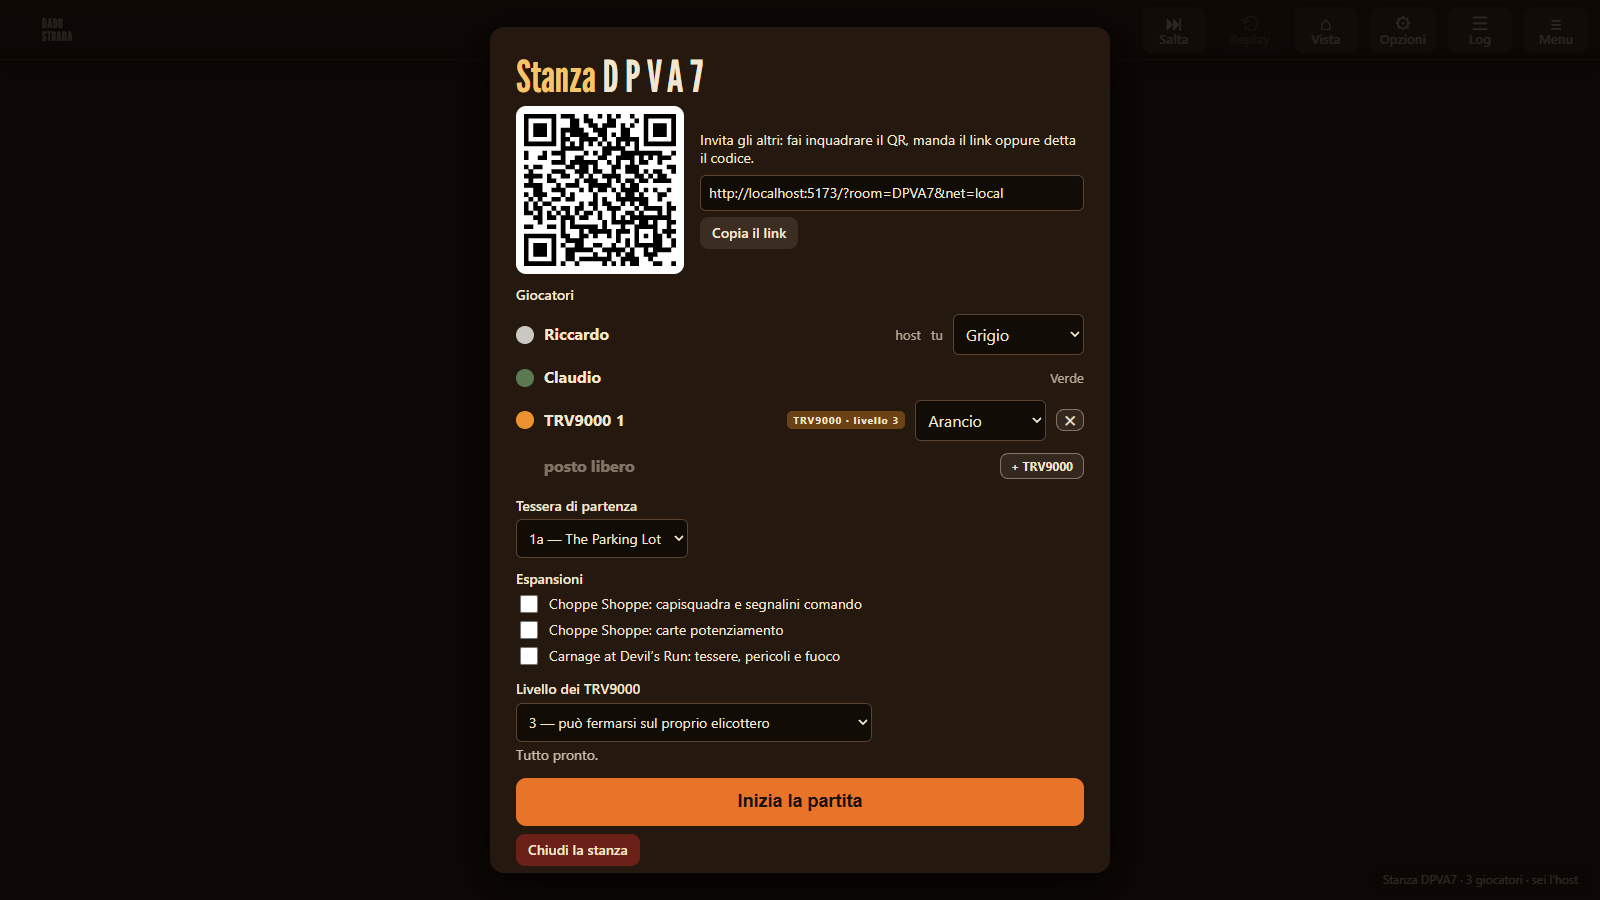 DADO
STRADA
Salta
Replay
Vista
Opzioni
Log
Menu
Stanza DPVA7
Invita gli altri: fai inquadrare il QR, manda il link oppure detta
il codice.
http://localhost:5173/?room=DPVA7&net=local
Copia il link
Giocatori
Riccardo host tu Grigio
Claudio Verde
TRV9000 1 TRV9000 · livello 3 Arancio
posto libero + TRV9000
Tessera di partenza
1a — The Parking Lot
Espansioni
Choppe Shoppe: capisquadra e segnalini comando
Choppe Shoppe: carte potenziamento
Carnage at Devil’s Run: tessere, pericoli e fuoco
Livello dei TRV9000
3 — può fermarsi sul proprio elicottero
Tutto pronto.
Inizia la partita
Chiudi la stanza
Stanza DPVA7 · 3 giocatori · sei l'host